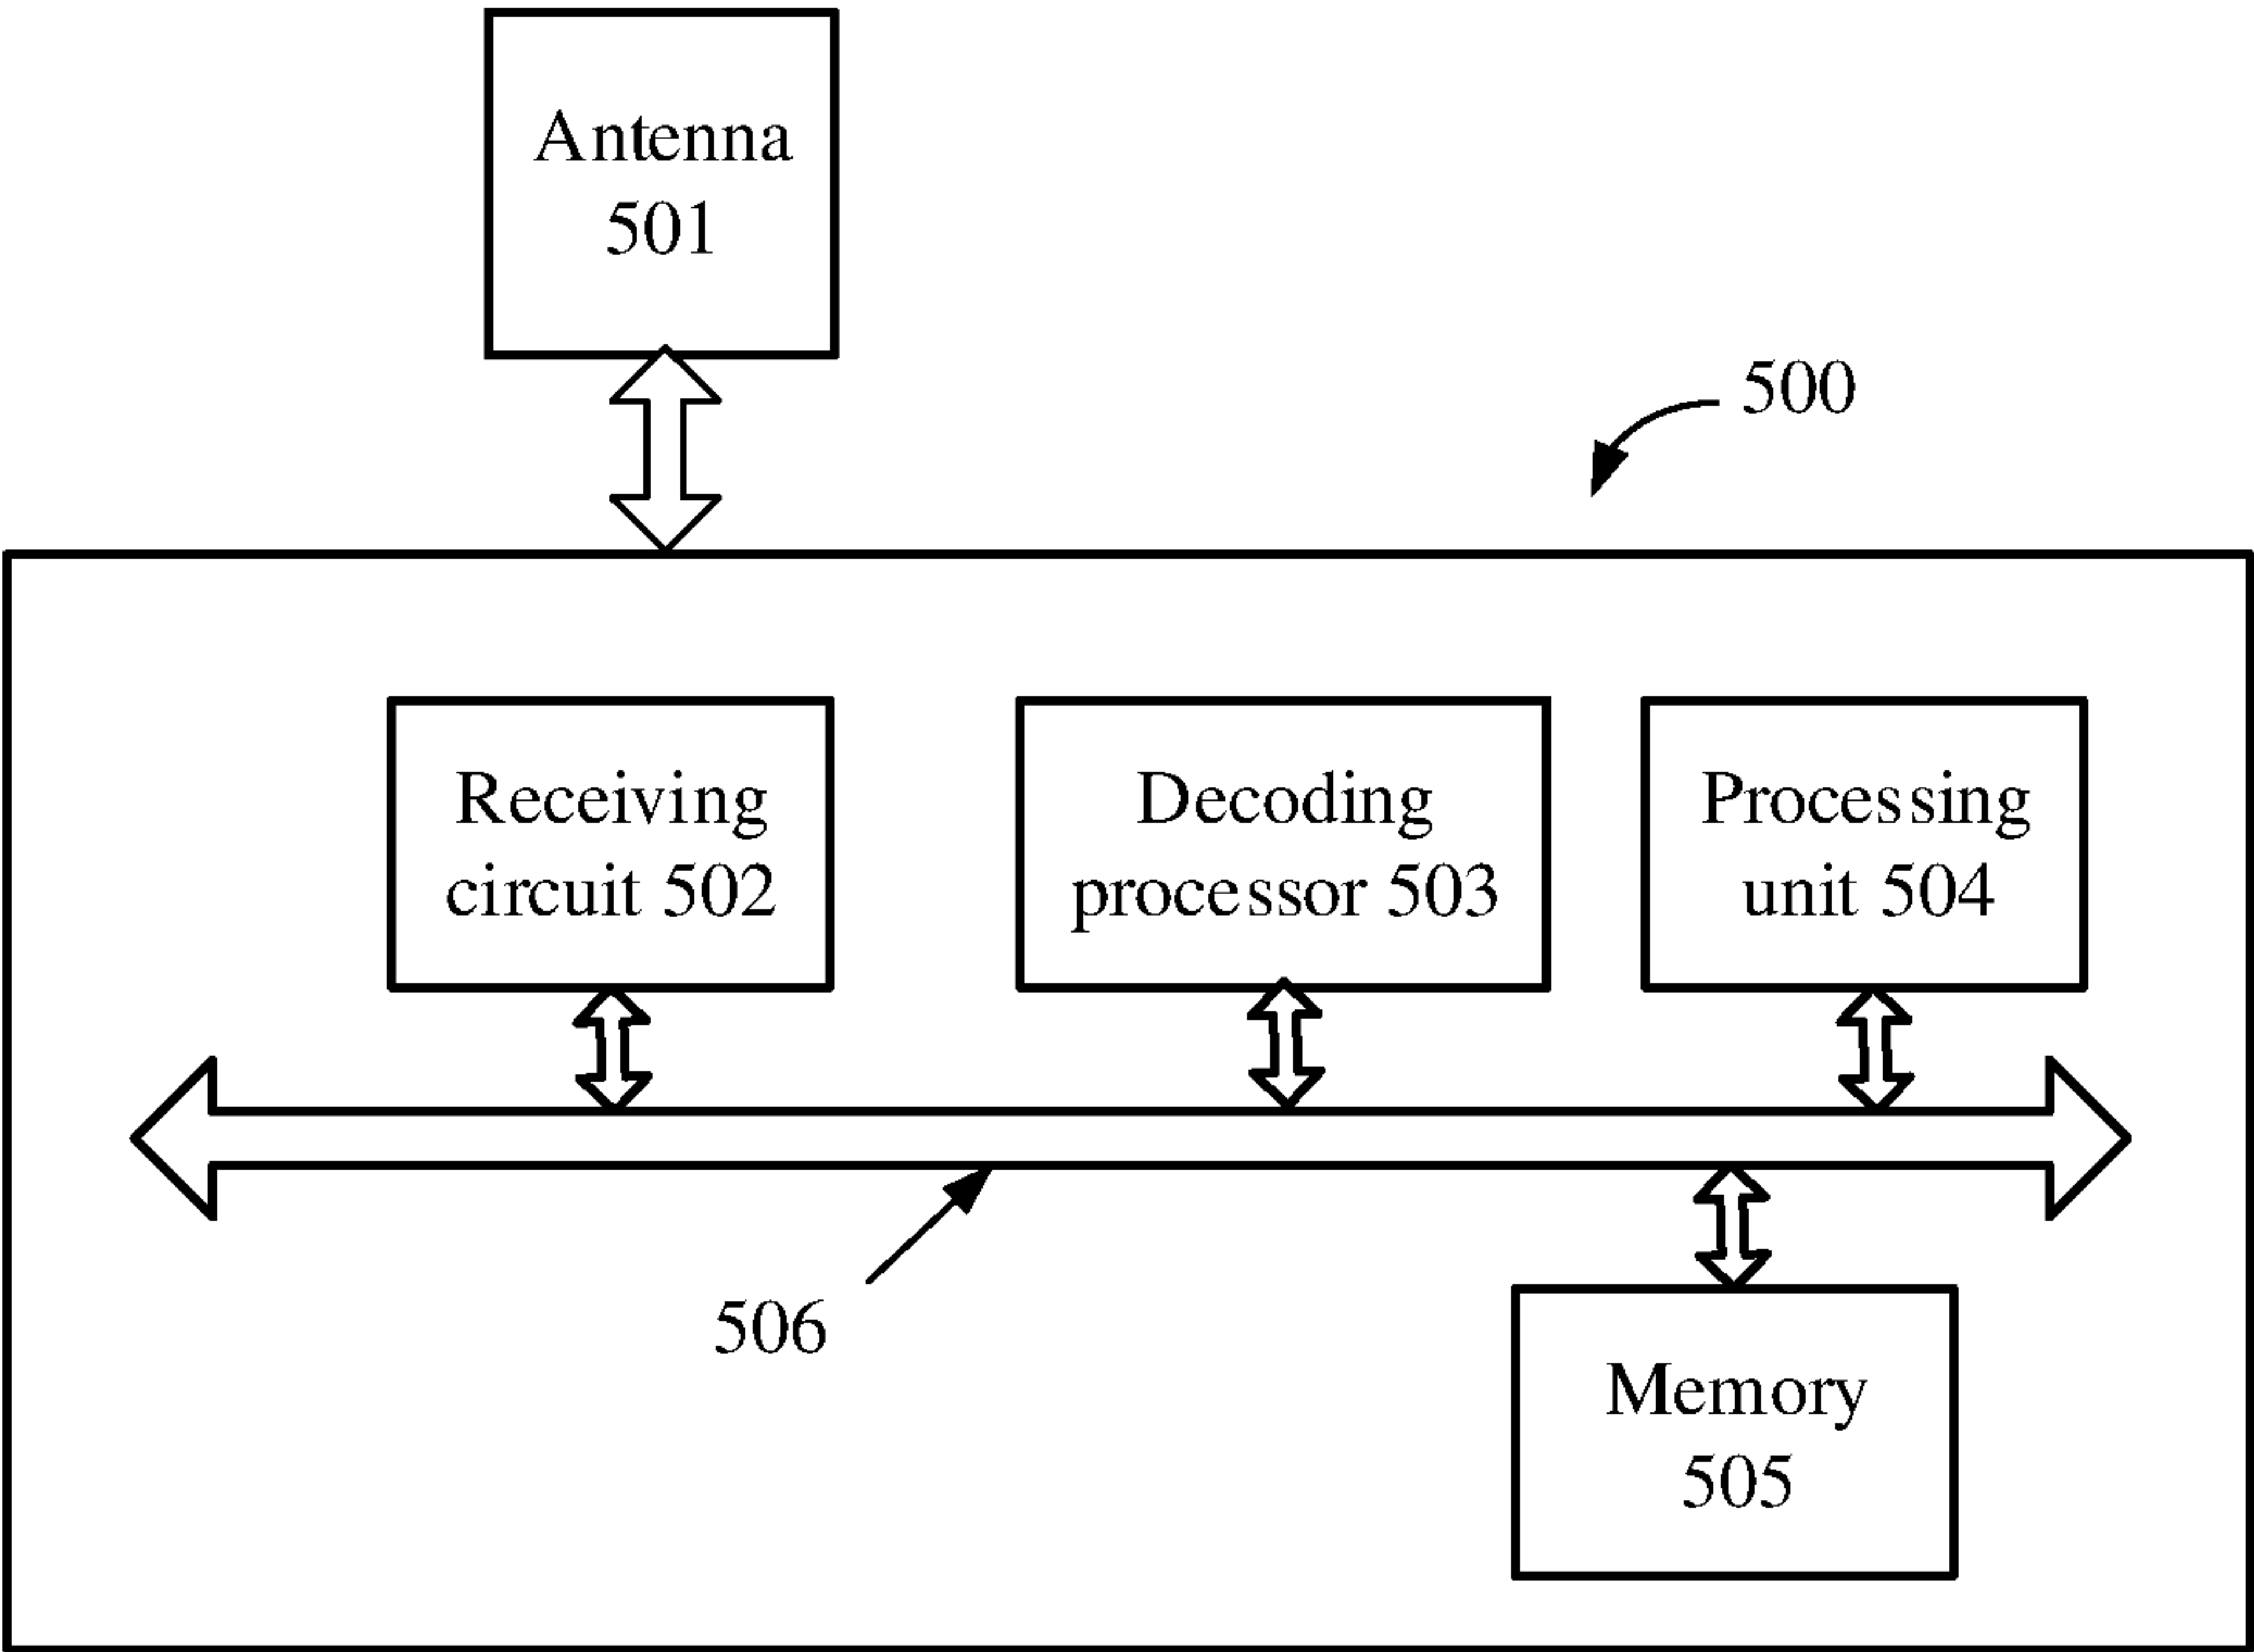 Antenna
501
500
Receiving
circuit 502
Decoding
processor 503
Processing
unit 504
506
Memory
505